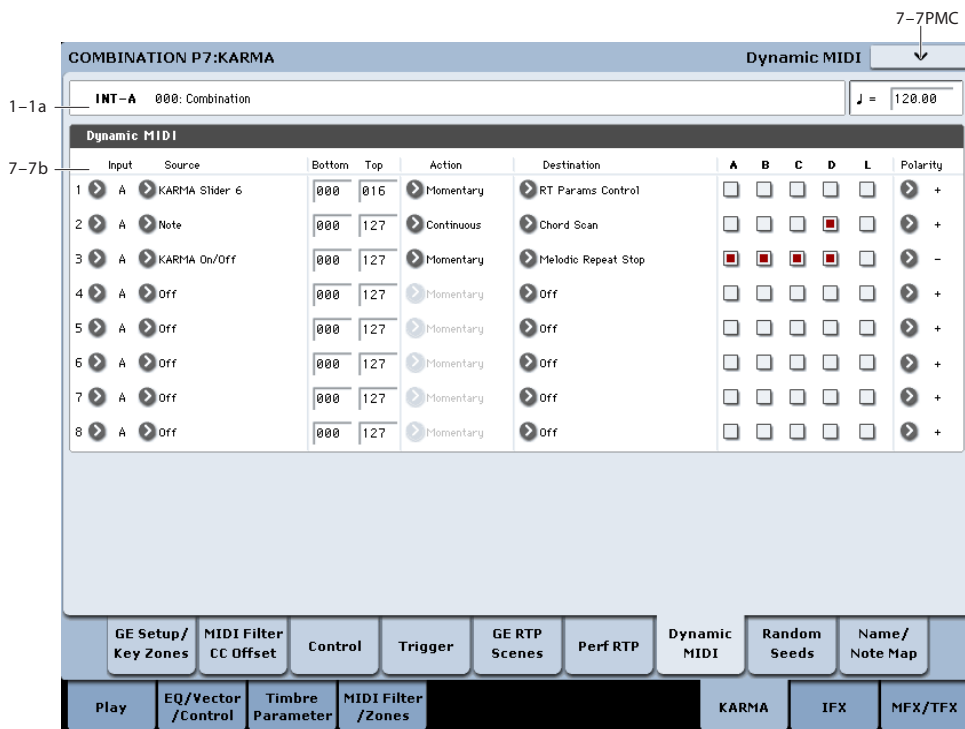 7-7PMC
COMBINATION P7:KARMA Dynamic MIDI
1-1a
INT-A 000: Combination ♩ = 120.00
Dynamic MIDI
7-7b
Input Source Bottom Top Action Destination A B C D L Polarity
1 A KARMA Slider 6 000 016 Momentary RT Params Control +
2 A Note 000 127 Continuous Chord Scan +
3 A KARMA On/Off 000 127 Momentary Melodic Repeat Stop -
4 A Off 000 127 Momentary Off +
5 A Off 000 127 Momentary Off +
6 A Off 000 127 Momentary Off +
7 A Off 000 127 Momentary Off +
8 A Off 000 127 Momentary Off +
GE Setup/ Key Zones
MIDI Filter CC Offset
Control
Trigger
GE RTP Scenes
Perf RTP
Dynamic MIDI
Random Seeds
Name/ Note Map
Play
EQ/Vector /Control
Timbre Parameter
MIDI Filter /Zones
KARMA
IFX
MFX/TFX